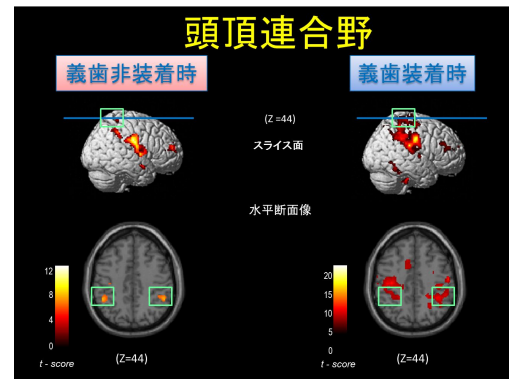 頭頂連合野
義歯非装着時
義歯装着時
(Z =44)
スライス面
水平断面像
12
8
4
0
t - score
(Z=44)
20
15
10
5
0
t - score
(Z=44)